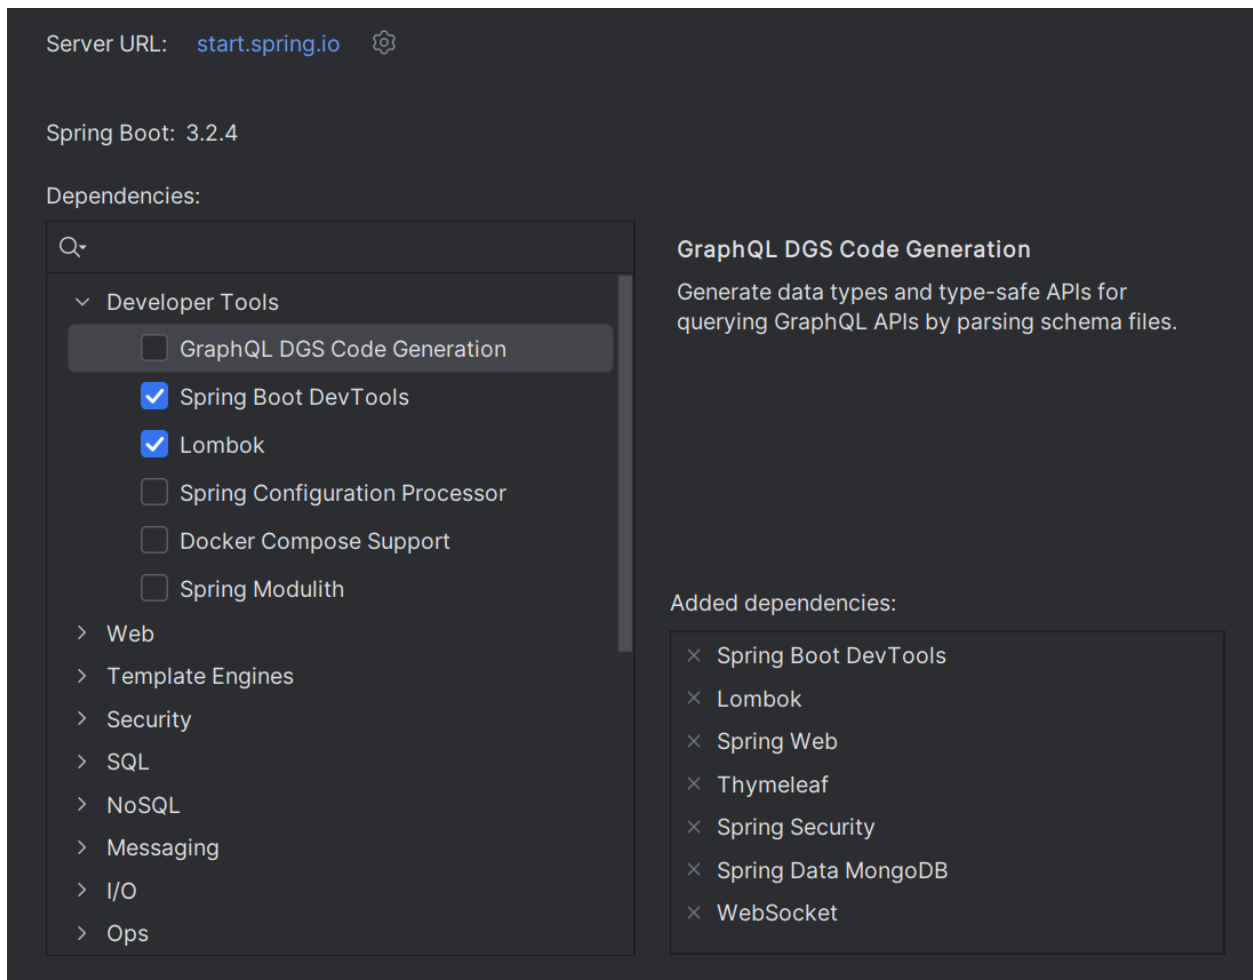 Server URL: start.spring.io
Spring Boot: 3.2.4
Dependencies:
Developer Tools
GraphQL DGS Code Generation
Spring Boot DevTools
Lombok
Spring Configuration Processor
Docker Compose Support
Spring Modulith
Web
Template Engines
Security
SQL
NoSQL
Messaging
I/O
Ops
GraphQL DGS Code Generation
Generate data types and type-safe APIs for
querying GraphQL APIs by parsing schema files.
Added dependencies:
Spring Boot DevTools
Lombok
Spring Web
Thymeleaf
Spring Security
Spring Data MongoDB
WebSocket